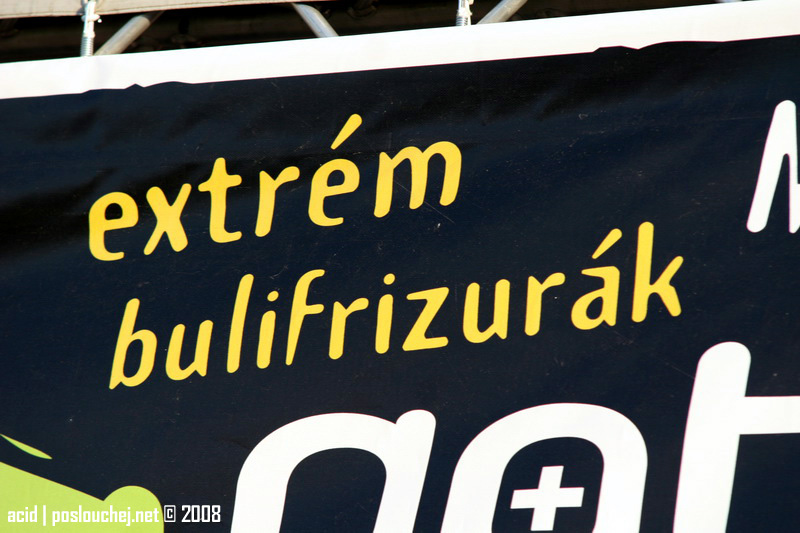 extrém
bulifrizurák
acid | poslouchej.net © 2008